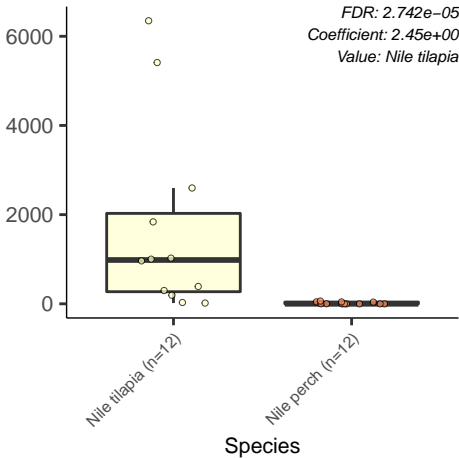 FDR: 2.742e−05
Coefficient: 2.45e+00
Value: Nile tilapia
6000
4000
2000
0
Nile tilapia (n=12)
Nile perch (n=12)
Species